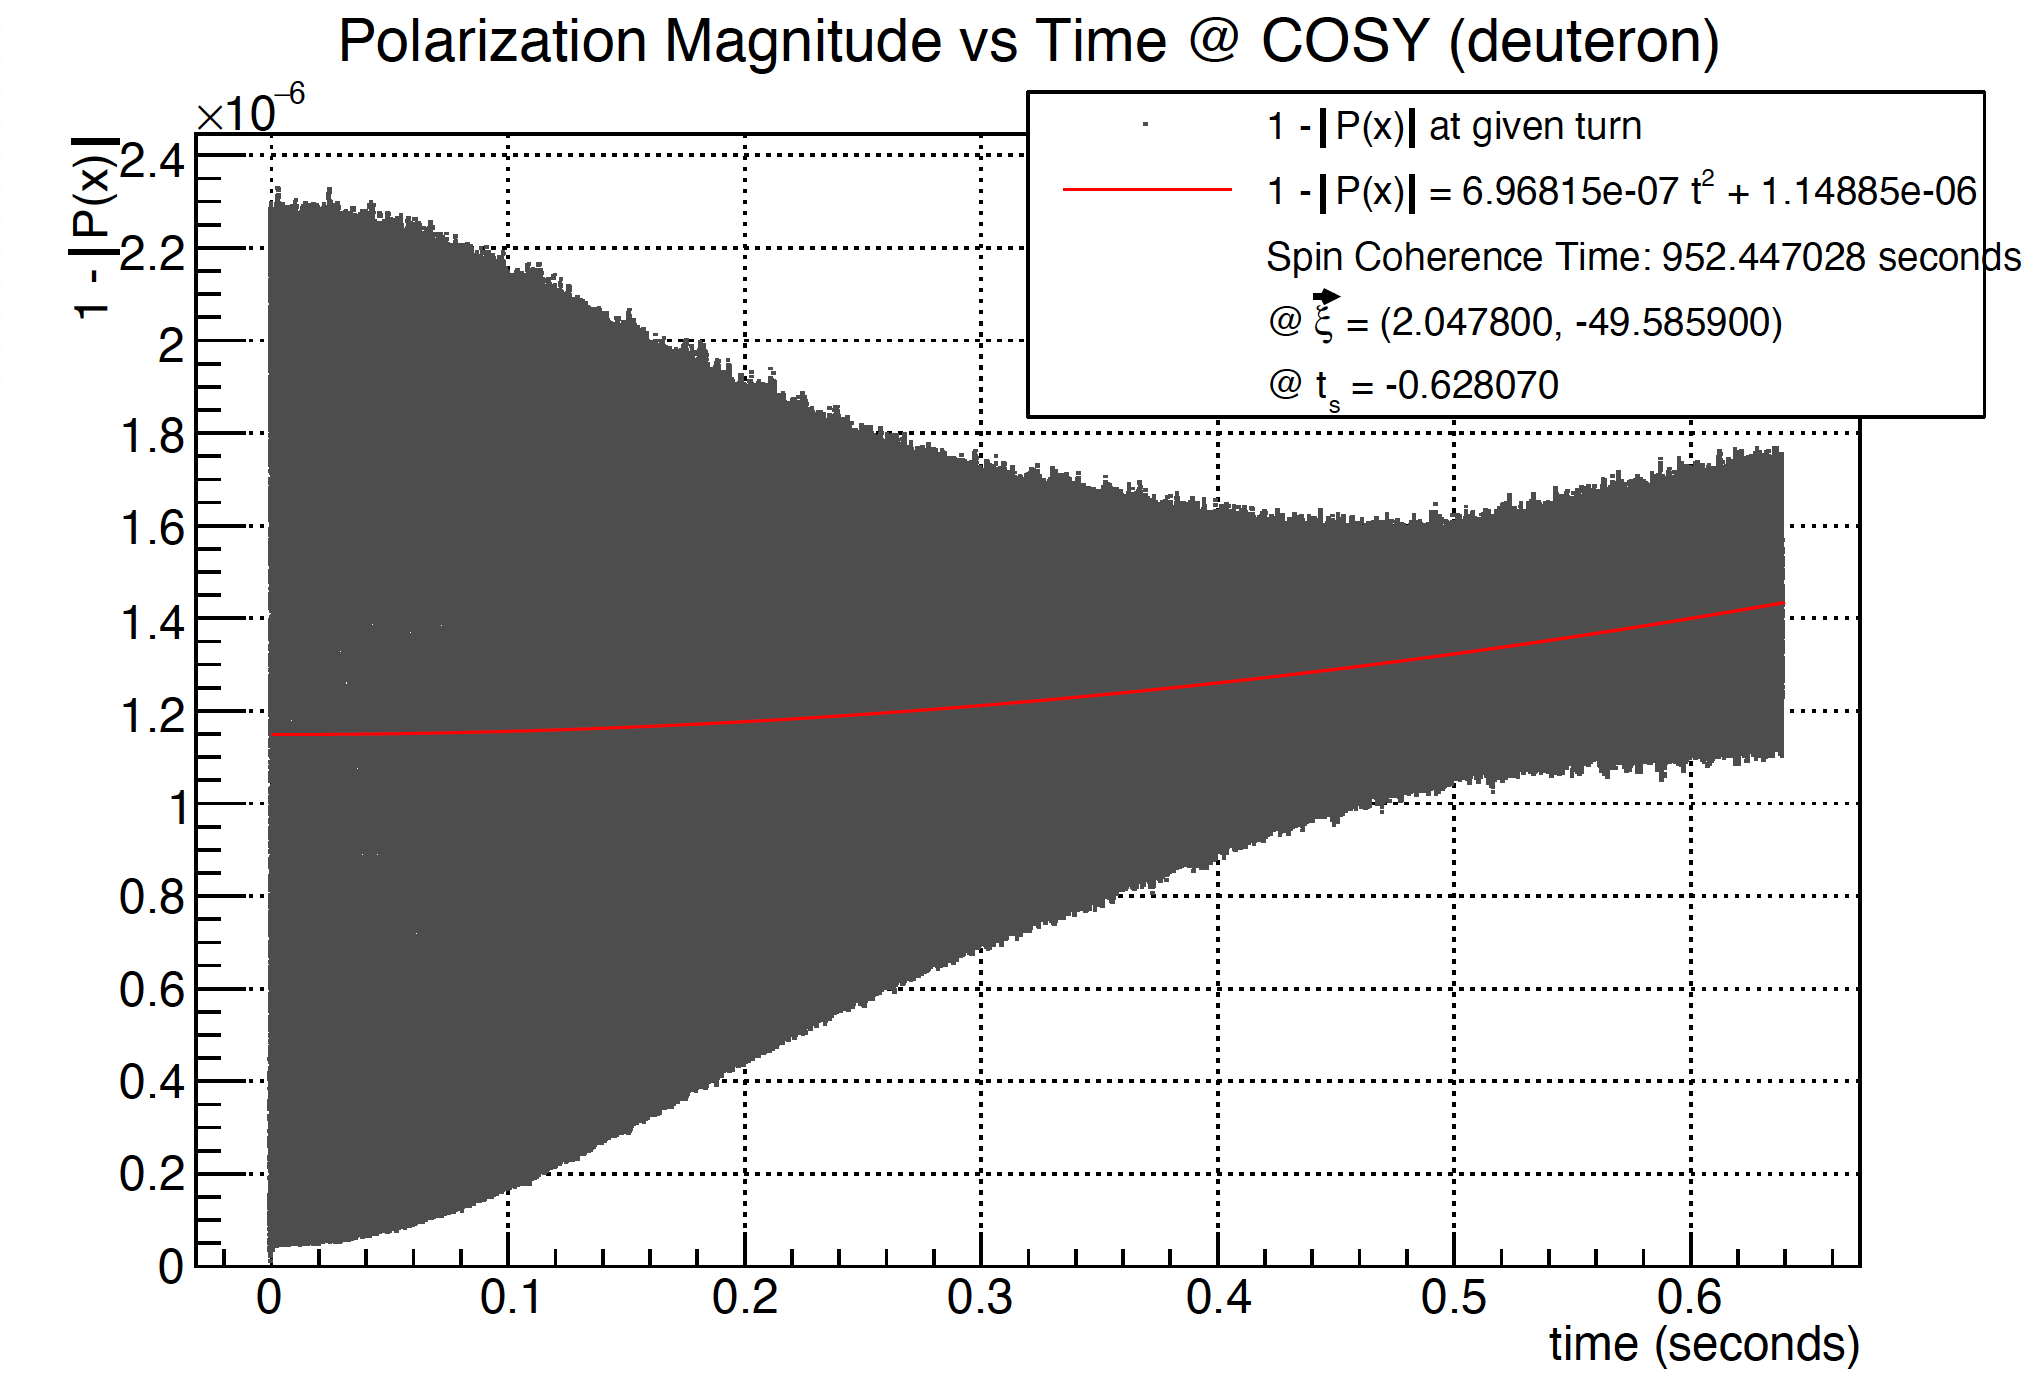 Polarization Magnitude vs Time @ COSY (deuteron)
×10⁻⁶
1 - |P(x)|
2.4
2.2
2
1.8
1.6
1.4
1.2
1
0.8
0.6
0.4
0.2
0
1 - |P(x)| at given turn
1 - |P(x)| = 6.96815e-07 t² + 1.14885e-06
Spin Coherence Time: 952.447028 seconds
@ ξ⃗ = (2.047800, -49.585900)
@ tₛ = -0.628070
0 0.1 0.2 0.3 0.4 0.5 0.6
time (seconds)